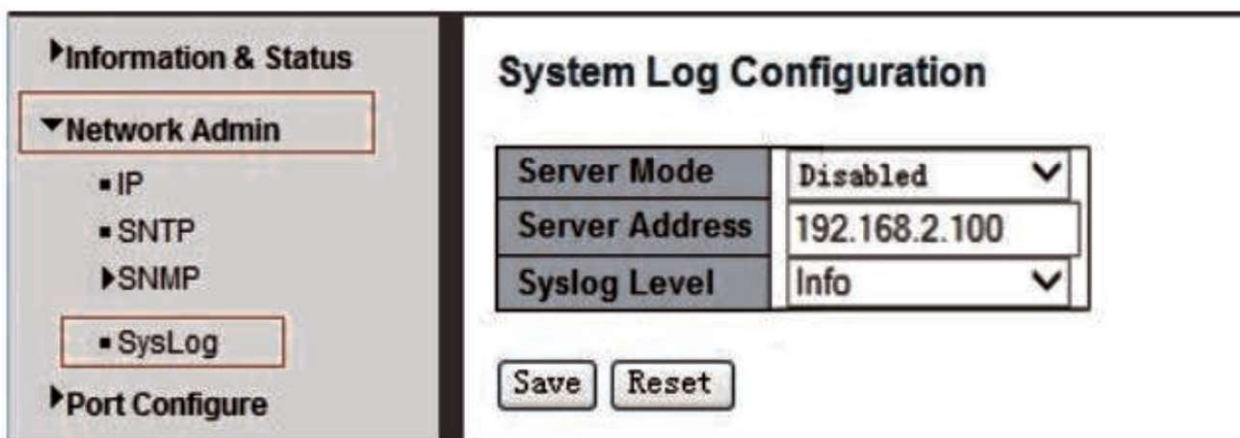 Information & Status
Network Admin
IP
SNTP
SNMP
SysLog
Port Configure
System Log Configuration
Server Mode Disabled
Server Address 192.168.2.100
Syslog Level Info
Save Reset